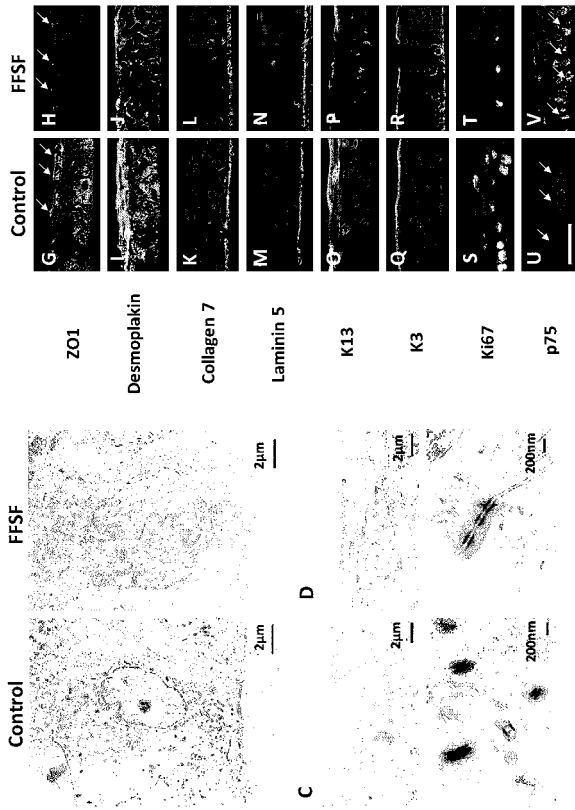 Control FFSF Control FFSF
ZO1 G H
Desmoplakin I J
Collagen 7 K L
2μm 2μm
Laminin 5 M N
C D
K13 O P
2μm 2μm
K3 Q R
Ki67 S T
200nm 200nm
p75 U V